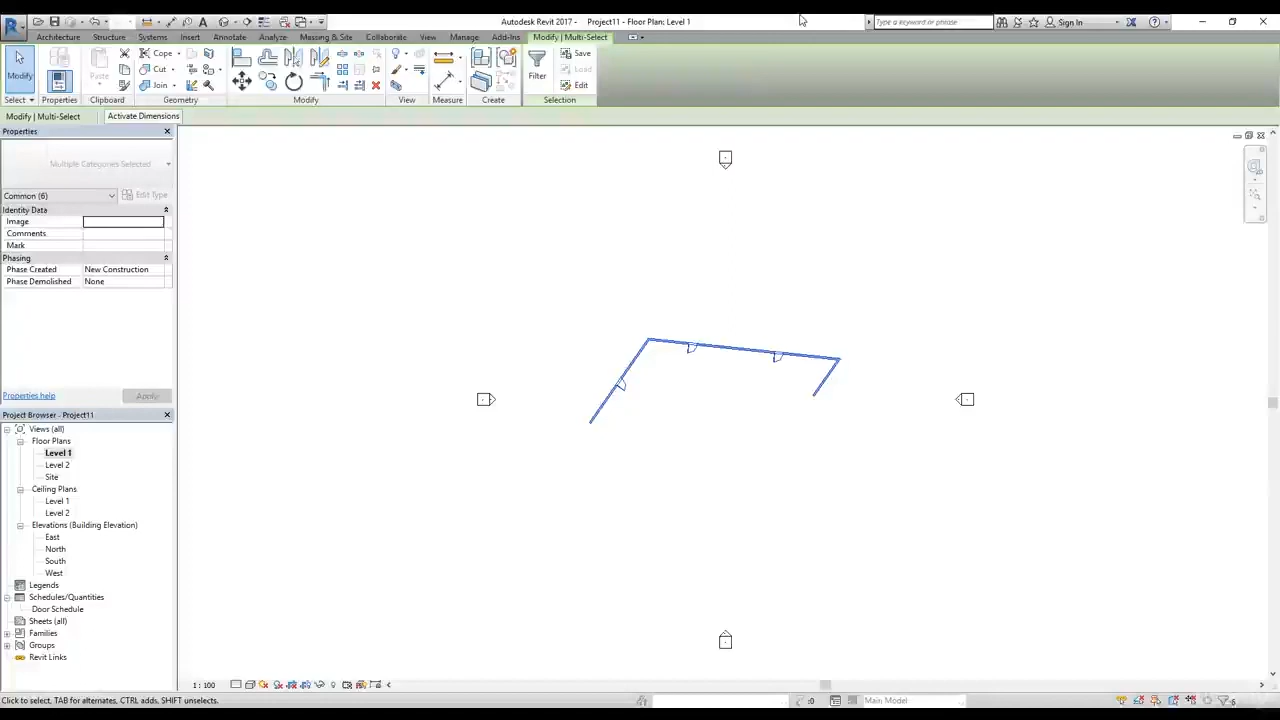 Autodesk Revit 2017 - Project11 - Floor Plan: Level 1
Type a keyword or phrase
Sign In
Architecture Structure Systems Insert Annotate Analyze Massing & Site Collaborate View Manage Add-Ins Modify | Multi-Select
Modify
Paste
Cope
Cut
Join
Filter
Save
Load
Edit
Select Properties Clipboard Geometry Modify View Measure Create Selection
Modify | Multi-Select Activate Dimensions
Properties
Multiple Categories Selected
Common (6) Edit Type
Identity Data
Image
Comments
Mark
Phasing
Phase Created New Construction
Phase Demolished None
Properties help Apply
Project Browser - Project11
Views (all)
Floor Plans
Level 1
Level 2
Site
Ceiling Plans
Level 1
Level 2
Elevations (Building Elevation)
East
North
South
West
Legends
Schedules/Quantities
Door Schedule
Sheets (all)
Families
Groups
Revit Links
1 : 100
Click to select, TAB for alternates, CTRL adds, SHIFT unselects.
:0
Main Model
:6